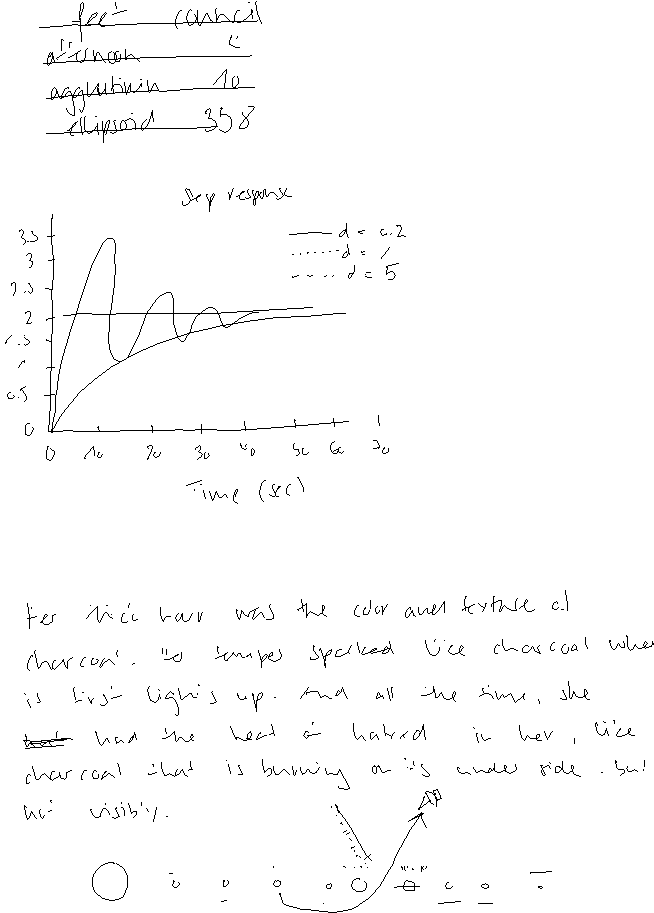 feet council
afternoon
agglutinin 10
ellipsoid 358
step response
d = 0.2
d = 1
d = 5
3.5
3
2.5
2
1.5
1
0.5
0
0 10 20 30 40 50 60 70
Time (sec)
Her thick hair was the color and texture of
charcoal. Her temper sparked like charcoal when
is first lights up. And all the time, she
had the heat of hatred in her, like
charcoal that is burning on its under side. but
not visibly.